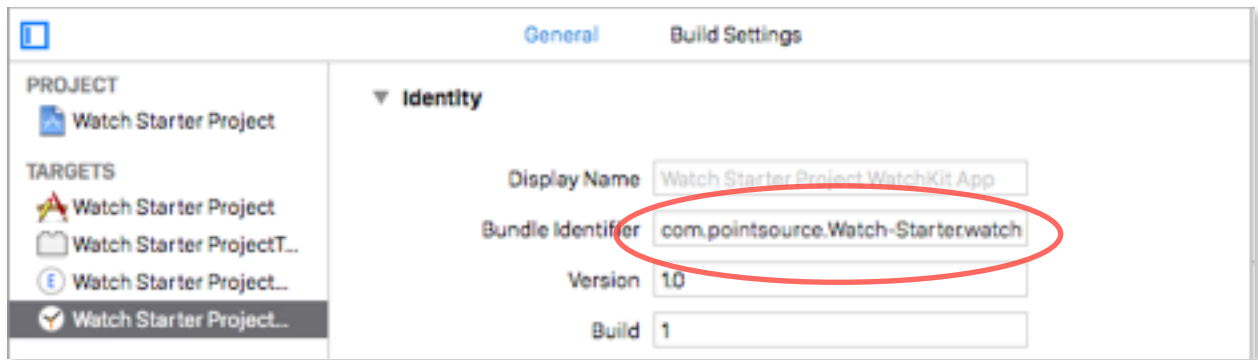 General Build Settings
PROJECT
Watch Starter Project
TARGETS
Watch Starter Project
Watch Starter ProjectT...
E Watch Starter Project...
Watch Starter Project...
Identity
Display Name Watch Starter Project WatchKit App
Bundle Identifier com.pointsource.Watch-Starter.watch
Version 1.0
Build 1